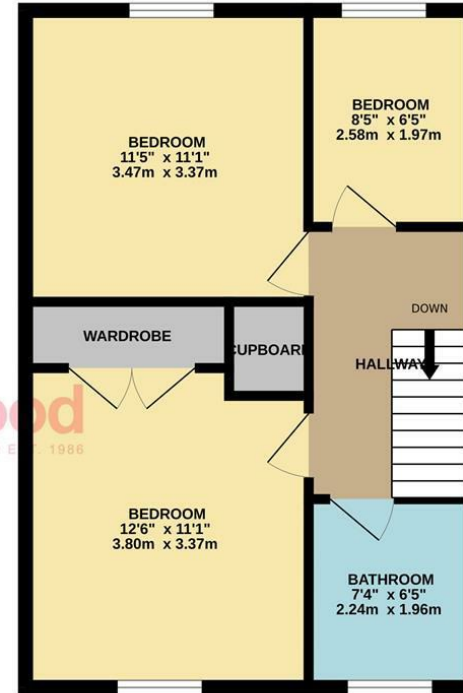 BEDROOM
11'5" x 11'1"
3.47m x 3.37m
BEDROOM
8'5" x 6'5"
2.58m x 1.97m
DOWN
WARDROBE
CUPBOARD
HALLWAY
ood
1986
BEDROOM
12'6" x 11'1"
3.80m x 3.37m
BATHROOM
7'4" x 6'5"
2.24m x 1.96m